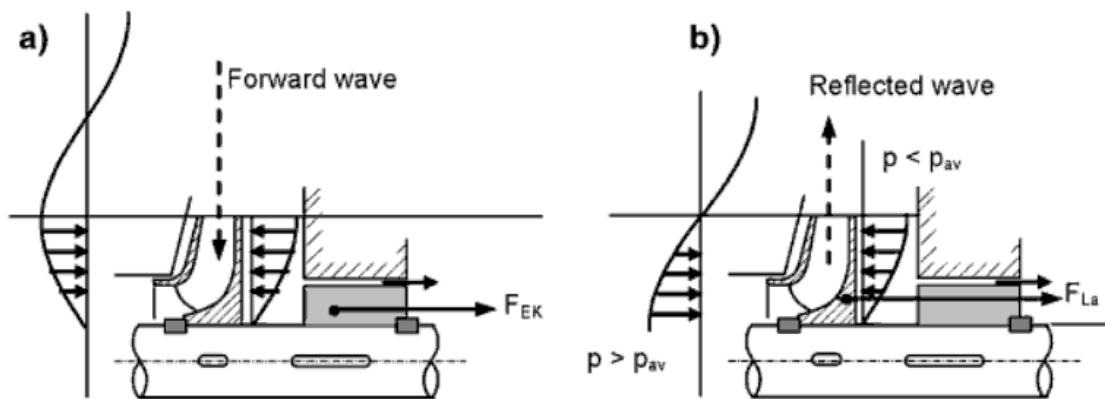 a)
Forward wave
F_EK
b)
Reflected wave
p < p_av
F_La
p > p_av